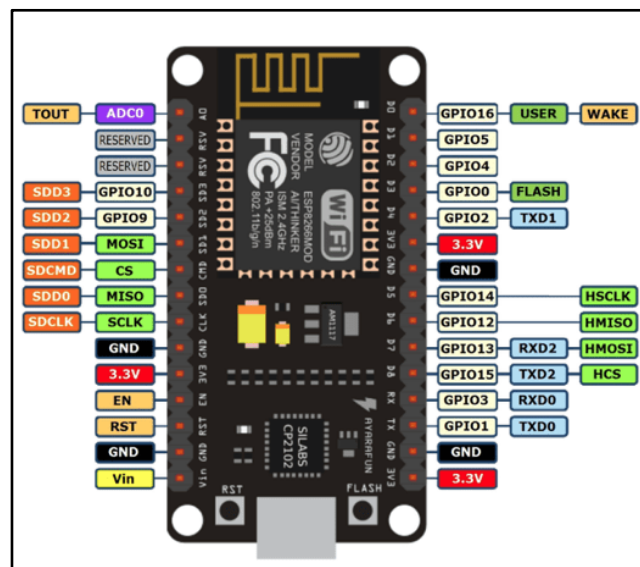 TOUT ADC0 A0 D0 GPIO16 USER WAKE
RESERVED RSV D1 GPIO5
RESERVED RSV D2 GPIO4
SDD3 GPIO10 SD3 D3 GPIO0 FLASH
SDD2 GPIO9 SD2 D4 GPIO2 TXD1
SDD1 MOSI SD1 3V3 3.3V
SDCMD CS CMD GND GND
SDD0 MISO SD0 D5 GPIO14 HSCLK
SDCLK SCLK CLK D6 GPIO12 HMISO
GND GND D7 GPIO13 RXD2 HMOSI
3.3V 3V3 D8 GPIO15 TXD2 HCS
EN EN RX GPIO3 RXD0
RST RST TX GPIO1 TXD0
GND GND GND GND
Vin Vin 3V3 3.3V
MODEL ESP8266MOD
VENDOR AI/THINKER
ISM 2.4GHz
PA +25dBm
802.11b/g/n
FC
Wi Fi
AM1117
SILABS
CP2102
AYARAFUN
RST
FLASH